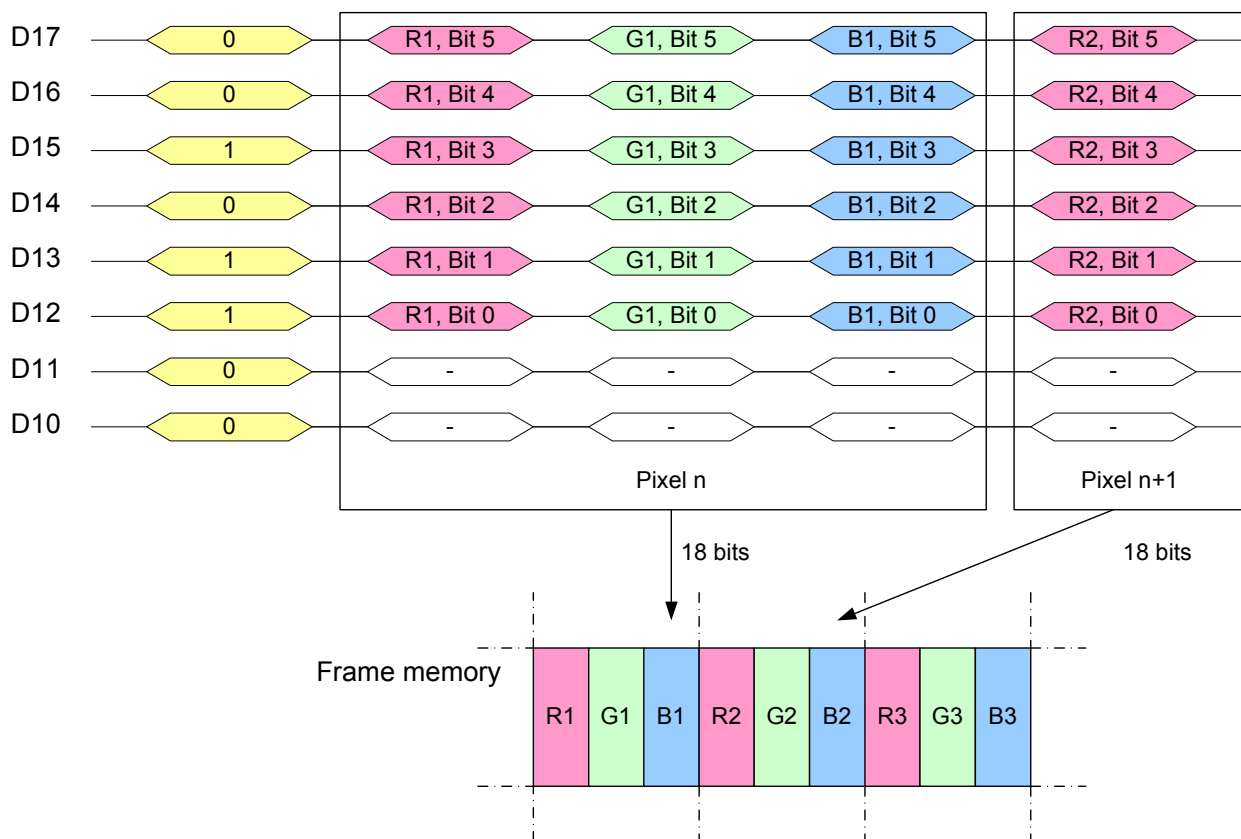 D17 0 R1, Bit 5 G1, Bit 5 B1, Bit 5 R2, Bit 5
D16 0 R1, Bit 4 G1, Bit 4 B1, Bit 4 R2, Bit 4
D15 1 R1, Bit 3 G1, Bit 3 B1, Bit 3 R2, Bit 3
D14 0 R1, Bit 2 G1, Bit 2 B1, Bit 2 R2, Bit 2
D13 1 R1, Bit 1 G1, Bit 1 B1, Bit 1 R2, Bit 1
D12 1 R1, Bit 0 G1, Bit 0 B1, Bit 0 R2, Bit 0
D11 0 - - - -
D10 0 - - - -
Pixel n Pixel n+1
18 bits 18 bits
Frame memory
R1 G1 B1 R2 G2 B2 R3 G3 B3